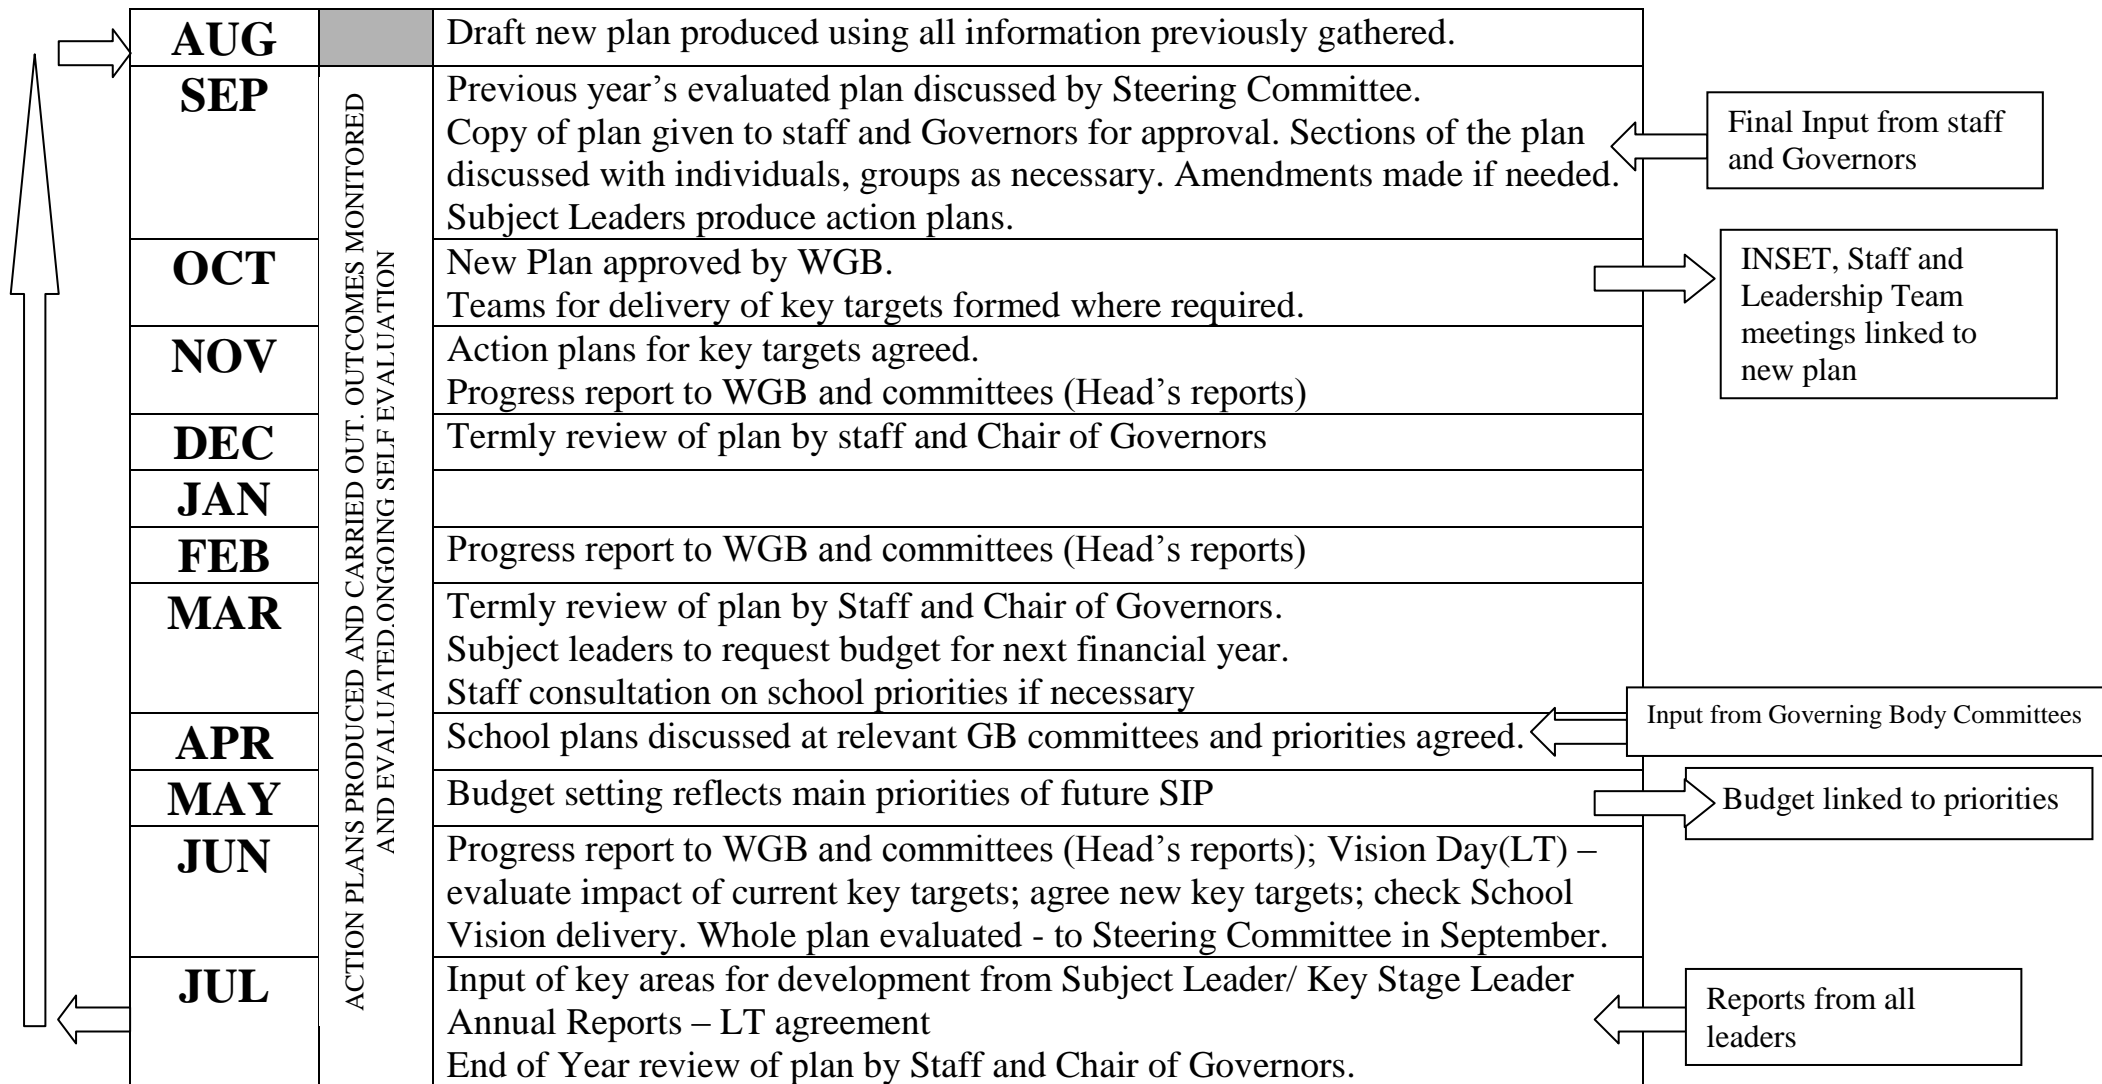 AUG
Draft new plan produced using all information previously gathered.
SEP
Previous year’s evaluated plan discussed by Steering Committee.
Copy of plan given to staff and Governors for approval. Sections of the plan
discussed with individuals, groups as necessary. Amendments made if needed.
Subject Leaders produce action plans.
Final Input from staff
and Governors
OCT
New Plan approved by WGB.
Teams for delivery of key targets formed where required.
INSET, Staff and
Leadership Team
meetings linked to
new plan
NOV
Action plans for key targets agreed.
Progress report to WGB and committees (Head’s reports)
DEC
Termly review of plan by staff and Chair of Governors
JAN
FEB
Progress report to WGB and committees (Head’s reports)
MAR
Termly review of plan by Staff and Chair of Governors.
Subject leaders to request budget for next financial year.
Staff consultation on school priorities if necessary
APR
School plans discussed at relevant GB committees and priorities agreed.
Input from Governing Body Committees
MAY
Budget setting reflects main priorities of future SIP
Budget linked to priorities
JUN
Progress report to WGB and committees (Head’s reports); Vision Day(LT) –
evaluate impact of current key targets; agree new key targets; check School
Vision delivery. Whole plan evaluated - to Steering Committee in September.
JUL
Input of key areas for development from Subject Leader/ Key Stage Leader
Annual Reports – LT agreement
End of Year review of plan by Staff and Chair of Governors.
Reports from all
leaders
ACTION PLANS PRODUCED AND CARRIED OUT. OUTCOMES MONITORED
AND EVALUATED.ONGOING SELF EVALUATION